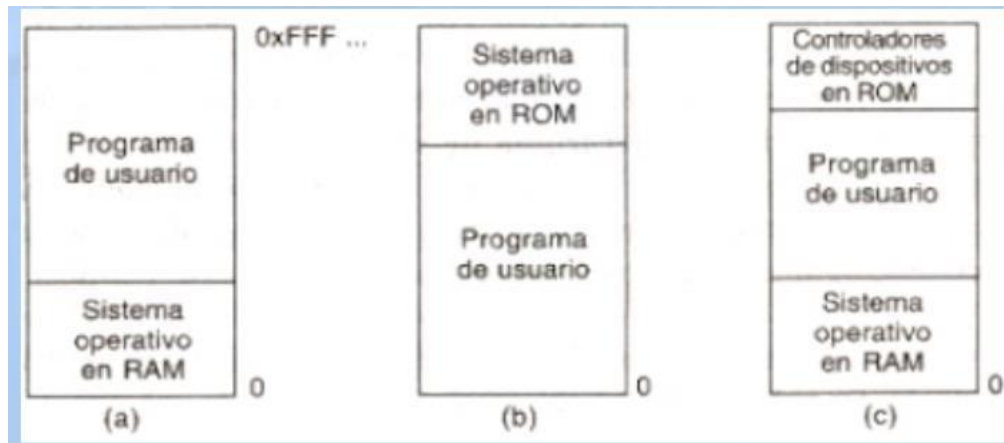 Programa
de usuario
Sistema
operativo
en RAM
0xFFF ...
0
(a)
Sistema
operativo
en ROM
Programa
de usuario
0
(b)
Controladores
de dispositivos
en ROM
Programa
de usuario
Sistema
operativo
en RAM
0
(c)